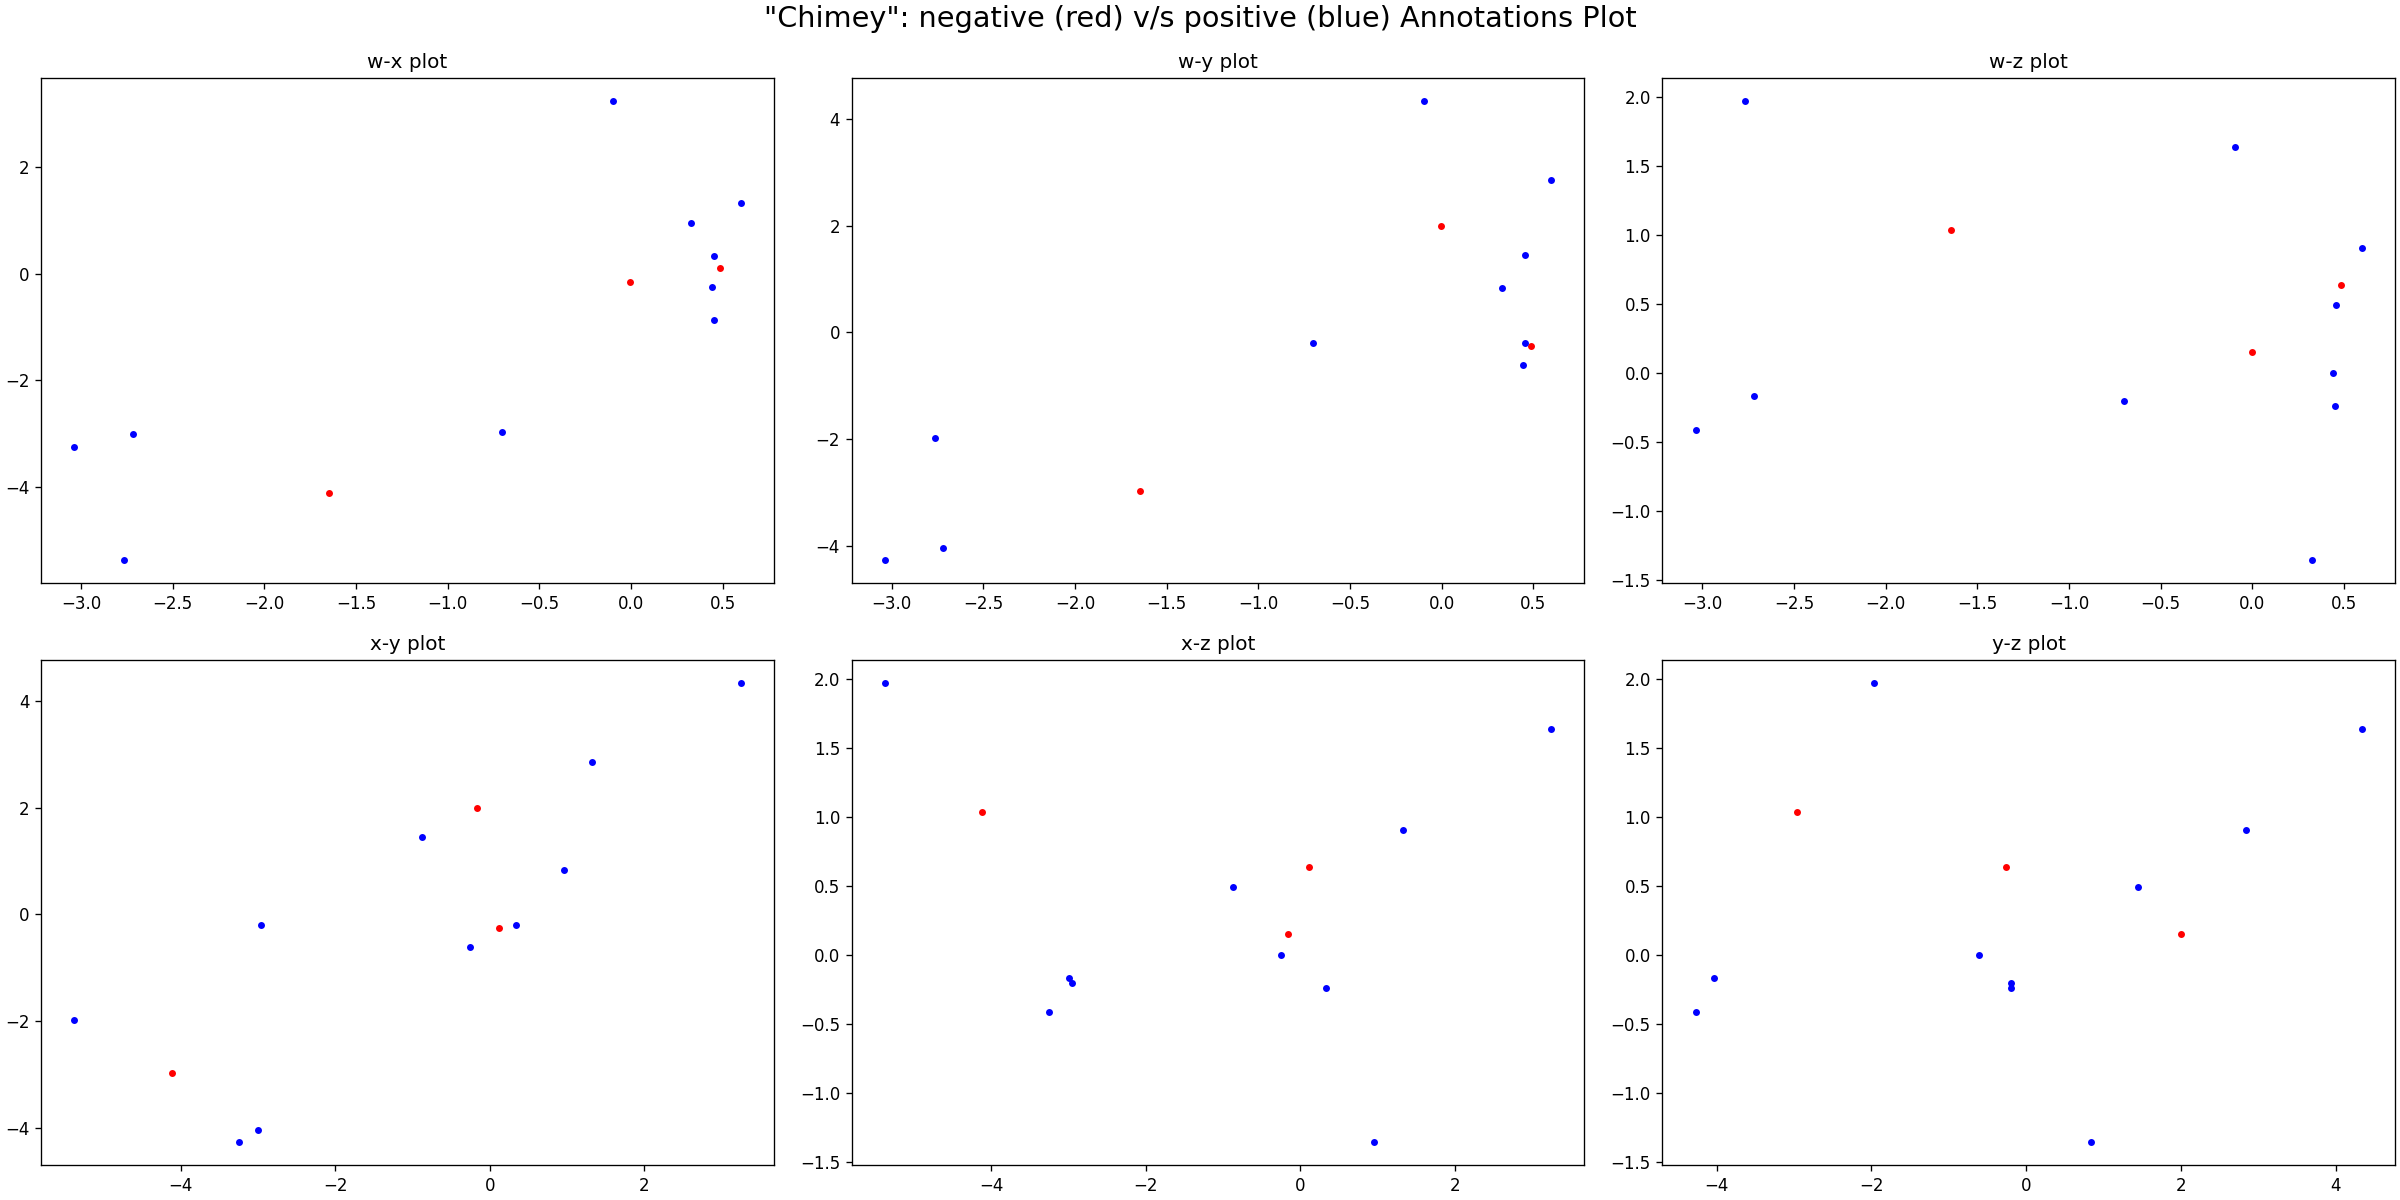 "Chimey": negative (red) v/s positive (blue) Annotations Plot
w-x plot
2
0
−2
−4
−3.0 −2.5 −2.0 −1.5 −1.0 −0.5 0.0 0.5
w-y plot
4
2
0
−2
−4
−3.0 −2.5 −2.0 −1.5 −1.0 −0.5 0.0 0.5
w-z plot
2.0
1.5
1.0
0.5
0.0
−0.5
−1.0
−1.5
−3.0 −2.5 −2.0 −1.5 −1.0 −0.5 0.0 0.5
x-y plot
4
2
0
−2
−4
−4 −2 0 2
x-z plot
2.0
1.5
1.0
0.5
0.0
−0.5
−1.0
−1.5
−4 −2 0 2
y-z plot
2.0
1.5
1.0
0.5
0.0
−0.5
−1.0
−1.5
−4 −2 0 2 4